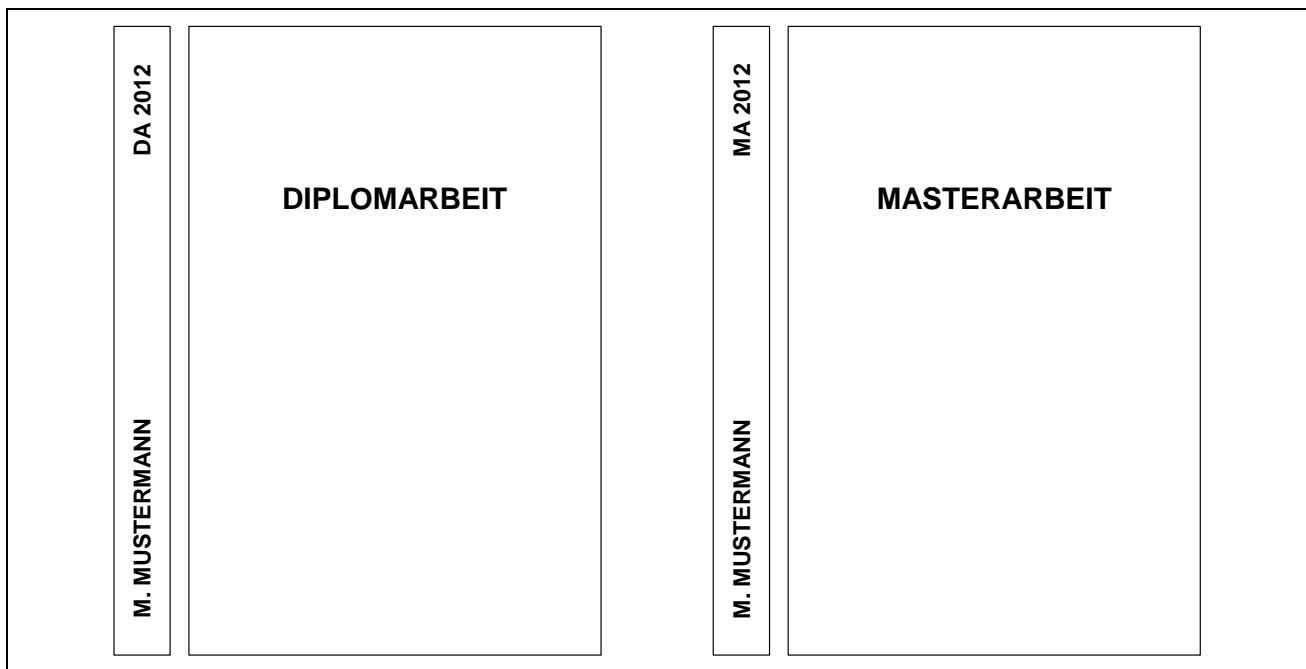 M. MUSTERMANN DA 2012
DIPLOMARBEIT
M. MUSTERMANN MA 2012
MASTERARBEIT